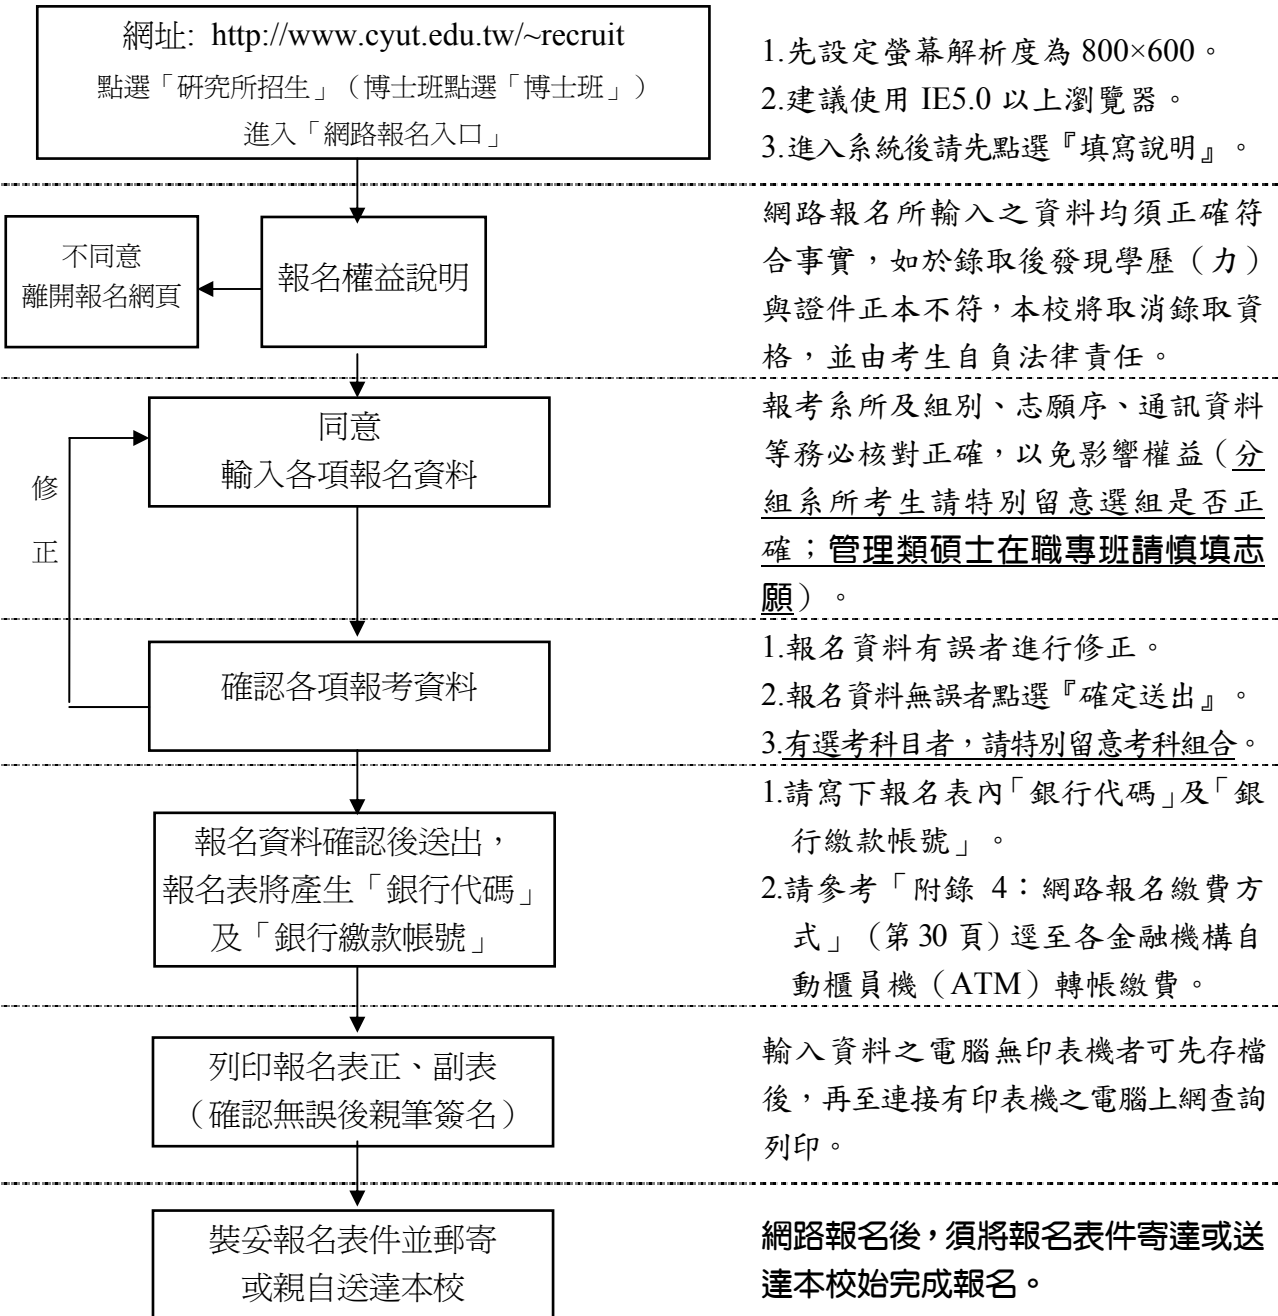 網址: http://www.cyut.edu.tw/~recruit
點選「研究所招生」（博士班點選「博士班」）
進入「網路報名入口」
1.先設定螢幕解析度為 800×600。
2.建議使用 IE5.0 以上瀏覽器。
3.進入系統後請先點選『填寫說明』。
不同意
離開報名網頁
報名權益說明
網路報名所輸入之資料均須正確符
合事實，如於錄取後發現學歷（力）
與證件正本不符，本校將取消錄取資
格，並由考生自負法律責任。
修
正
同意
輸入各項報名資料
報考系所及組別、志願序、通訊資料
等務必核對正確，以免影響權益（分
組系所考生請特別留意選組是否正
確；管理類碩士在職專班請慎填志
願）。
確認各項報考資料
1.報名資料有誤者進行修正。
2.報名資料無誤者點選『確定送出』。
3.有選考科目者，請特別留意考科組合。
報名資料確認後送出，
報名表將產生「銀行代碼」
及「銀行繳款帳號」
1.請寫下報名表內「銀行代碼」及「銀
行繳款帳號」。
2.請參考「附錄 4：網路報名繳費方
式」（第 30 頁）逕至各金融機構自
動櫃員機（ATM）轉帳繳費。
列印報名表正、副表
（確認無誤後親筆簽名）
輸入資料之電腦無印表機者可先存檔
後，再至連接有印表機之電腦上網查詢
列印。
裝妥報名表件並郵寄
或親自送達本校
網路報名後，須將報名表件寄達或送
達本校始完成報名。